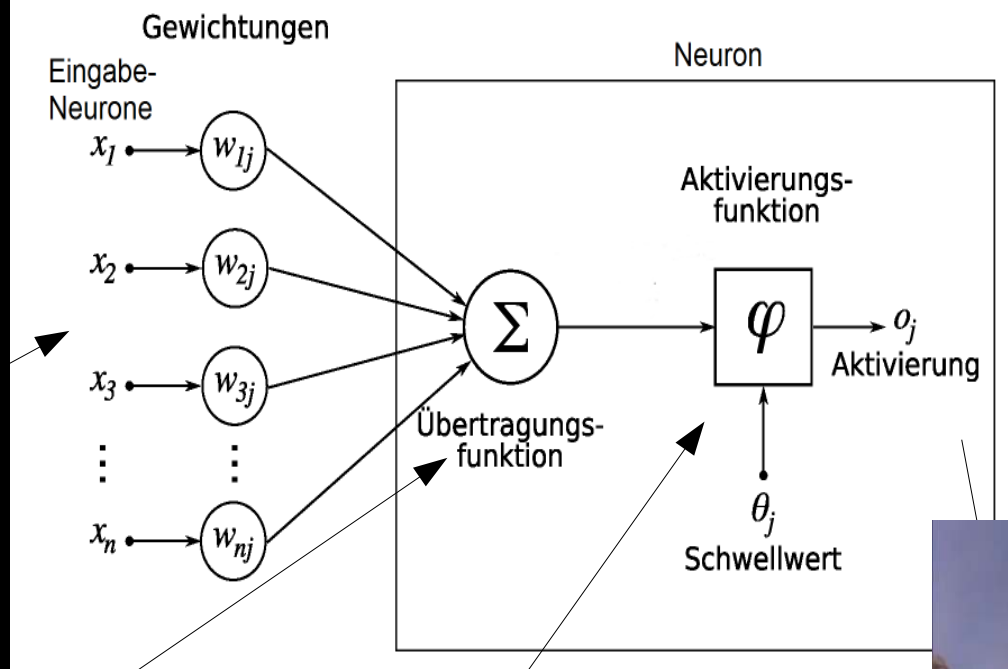 Gewichtungen
Eingabe-
Neurone
Neuron
x1
w1j
x2
w2j
x3
w3j
⋮
⋮
xn
wnj
Σ
Übertragungs-
funktion
Aktivierungs-
funktion
φ
oj
Aktivierung
θj
Schwellwert